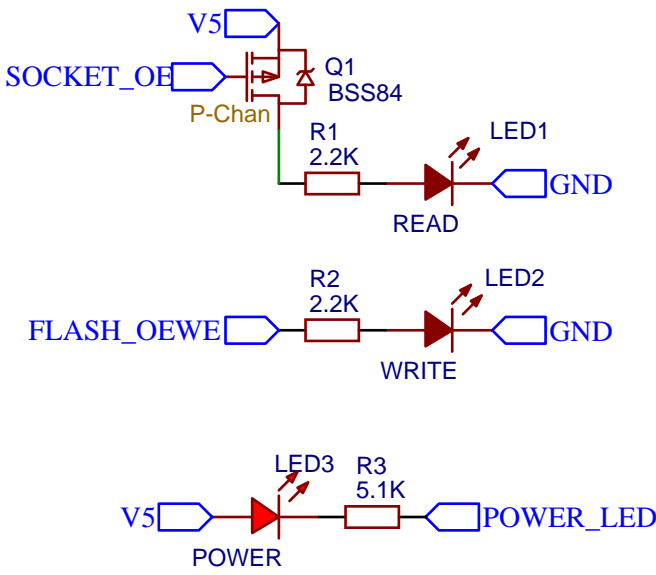 V5
SOCKET_OE
Q1
BSS84
P-Chan
R1
2.2K
LED1
GND
READ
R2
2.2K
LED2
FLASH_OEWE
GND
WRITE
LED3
R3
5.1K
V5
POWER_LED
POWER